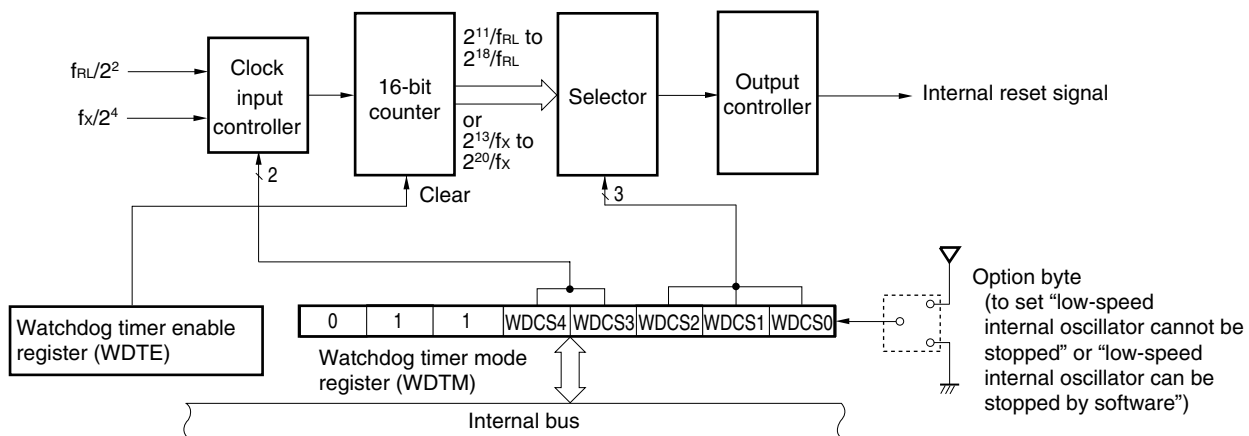 fRL/2²
fX/2⁴
Clock
input
controller
2
16-bit
counter
Clear
2¹¹/fRL to
2¹⁸/fRL
or
2¹³/fX to
2²⁰/fX
Selector
3
Output
controller
Internal reset signal
Watchdog timer enable
register (WDTE)
0 1 1 WDCS4 WDCS3 WDCS2 WDCS1 WDCS0
Watchdog timer mode
register (WDTM)
Internal bus
Option byte
(to set “low-speed
internal oscillator cannot be
stopped” or “low-speed
internal oscillator can be
stopped by software”)